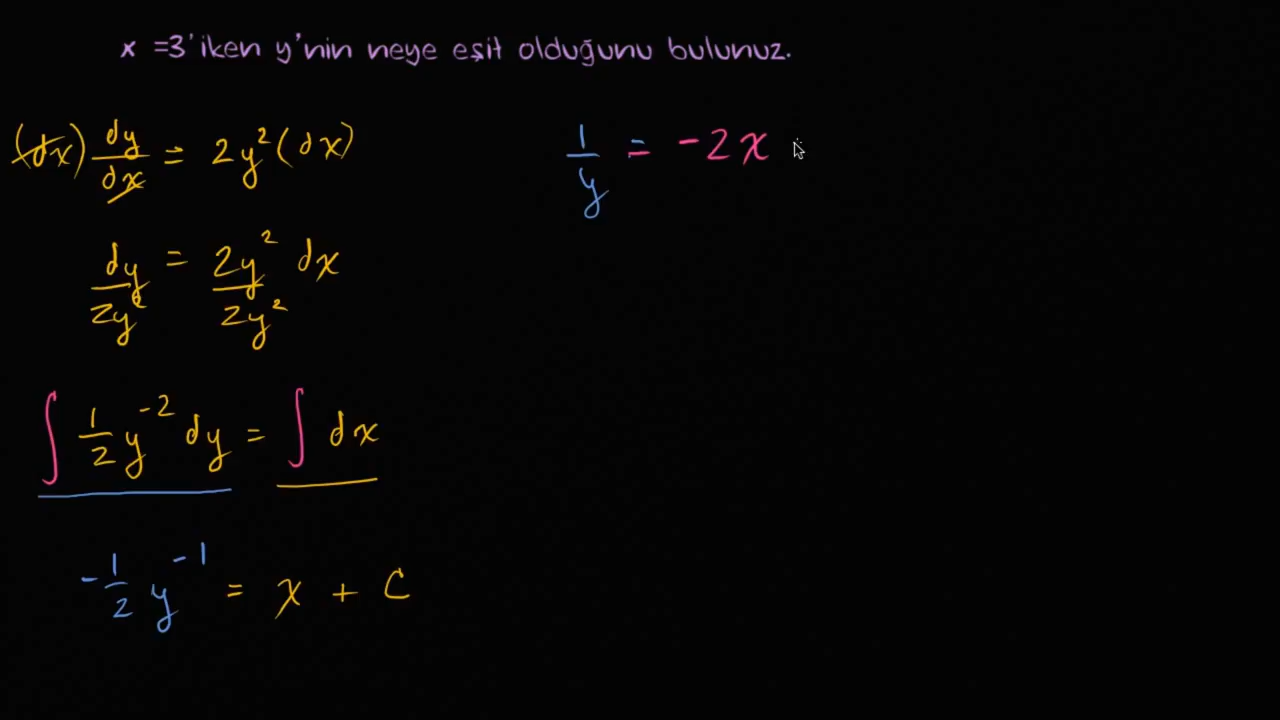 x =3'iken y'nin neye eşit olduğunu bulunuz.
(dx) dy/dx = 2y² (dx)
dy/2y² = 2y²/2y² dx
∫ 1/2 y⁻² dy = ∫ dx
-1/2 y⁻¹ = x + C
1/y = -2x